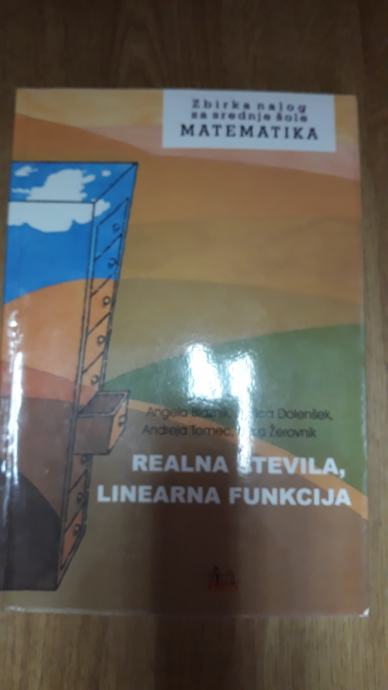 Zbirka nalog
za srednje šole
MATEMATIKA
Angela Dolenšek,
Andreja Žerovnik
REALNA ŠTEVILA,
LINEARNA FUNKCIJA